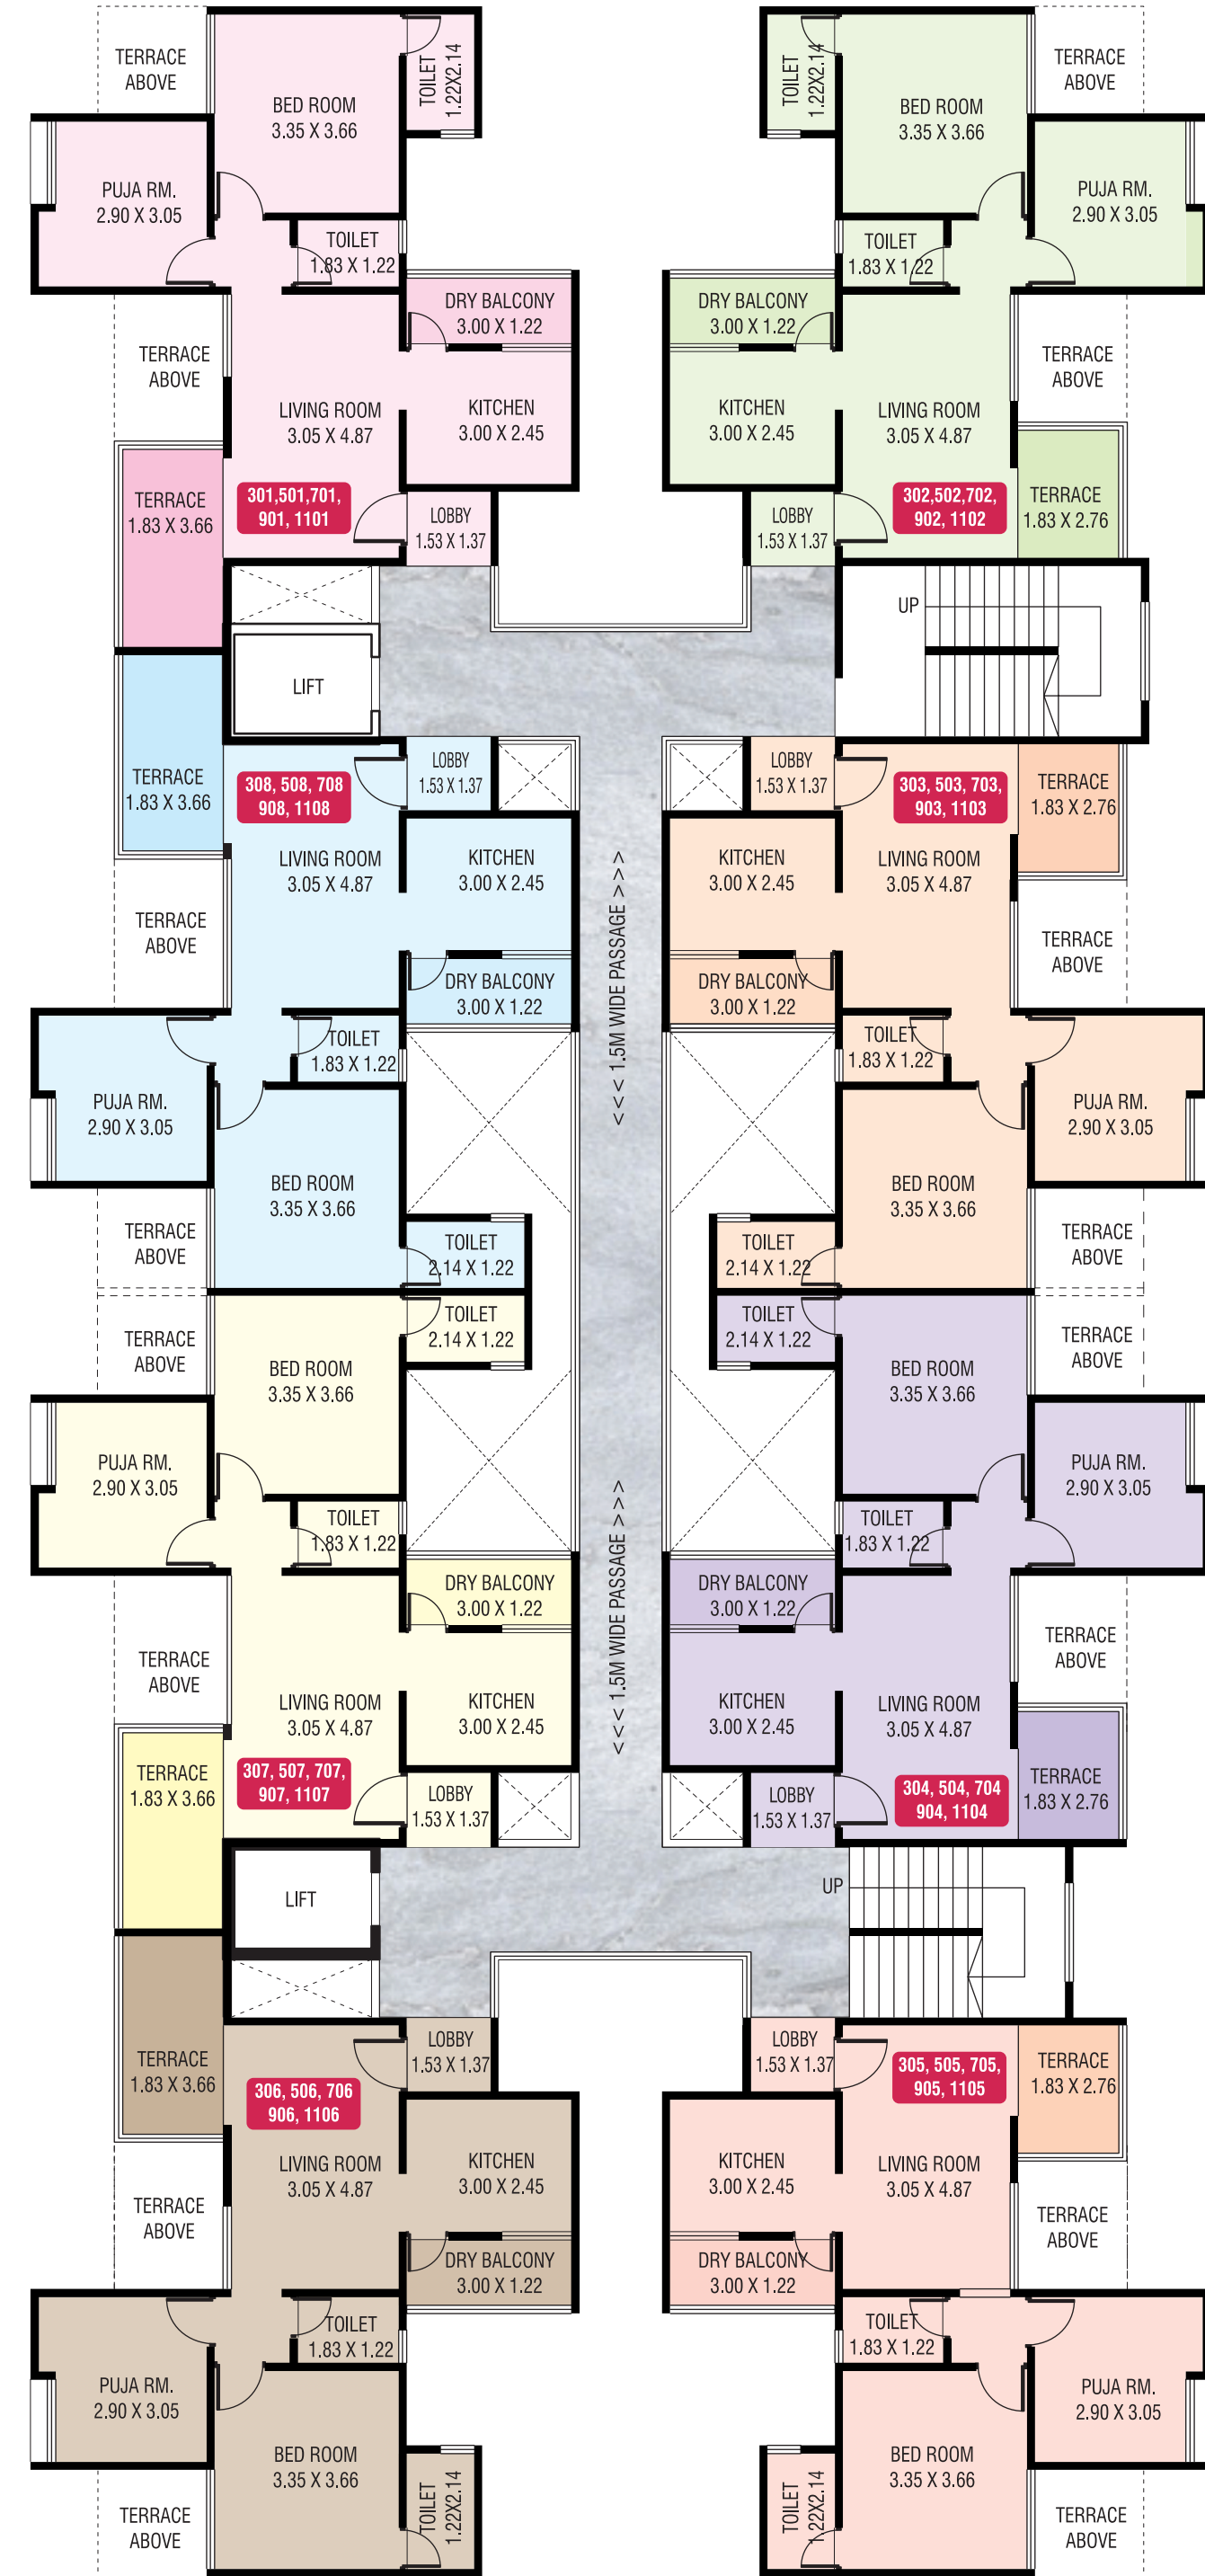 TERRACE
ABOVE
BED ROOM
3.35 X 3.66
TOILET
1.22X2.14
PUJA RM.
2.90 X 3.05
TOILET
1.83 X 1.22
DRY BALCONY
3.00 X 1.22
TERRACE
ABOVE
LIVING ROOM
3.05 X 4.87
KITCHEN
3.00 X 2.45
TERRACE
1.83 X 3.66
301,501,701,
901, 1101
LOBBY
1.53 X 1.37
TOILET
1.22X2.14
BED ROOM
3.35 X 3.66
TERRACE
ABOVE
PUJA RM.
2.90 X 3.05
TOILET
1.83 X 1.22
DRY BALCONY
3.00 X 1.22
TERRACE
ABOVE
KITCHEN
3.00 X 2.45
LIVING ROOM
3.05 X 4.87
LOBBY
1.53 X 1.37
302,502,702,
902, 1102
TERRACE
1.83 X 2.76
LIFT
UP
TERRACE
1.83 X 3.66
308, 508, 708
908, 1108
LOBBY
1.53 X 1.37
LIVING ROOM
3.05 X 4.87
KITCHEN
3.00 X 2.45
TERRACE
ABOVE
DRY BALCONY
3.00 X 1.22
TOILET
1.83 X 1.22
PUJA RM.
2.90 X 3.05
BED ROOM
3.35 X 3.66
TERRACE
ABOVE
TOILET
2.14 X 1.22
<<< 1.5M WIDE PASSAGE >>>
LOBBY
1.53 X 1.37
303, 503, 703,
903, 1103
TERRACE
1.83 X 2.76
KITCHEN
3.00 X 2.45
LIVING ROOM
3.05 X 4.87
TERRACE
ABOVE
DRY BALCONY
3.00 X 1.22
TOILET
1.83 X 1.22
PUJA RM.
2.90 X 3.05
BED ROOM
3.35 X 3.66
TERRACE
ABOVE
TOILET
2.14 X 1.22
TERRACE
ABOVE
BED ROOM
3.35 X 3.66
TOILET
2.14 X 1.22
PUJA RM.
2.90 X 3.05
TOILET
1.83 X 1.22
DRY BALCONY
3.00 X 1.22
TERRACE
ABOVE
LIVING ROOM
3.05 X 4.87
KITCHEN
3.00 X 2.45
TERRACE
1.83 X 3.66
307, 507, 707,
907, 1107
LOBBY
1.53 X 1.37
<<< 1.5M WIDE PASSAGE >>>
TOILET
2.14 X 1.22
BED ROOM
3.35 X 3.66
TERRACE
ABOVE
PUJA RM.
2.90 X 3.05
TOILET
1.83 X 1.22
DRY BALCONY
3.00 X 1.22
TERRACE
ABOVE
KITCHEN
3.00 X 2.45
LIVING ROOM
3.05 X 4.87
LOBBY
1.53 X 1.37
304, 504, 704
904, 1104
TERRACE
1.83 X 2.76
LIFT
UP
TERRACE
1.83 X 3.66
306, 506, 706
906, 1106
LOBBY
1.53 X 1.37
LIVING ROOM
3.05 X 4.87
KITCHEN
3.00 X 2.45
TERRACE
ABOVE
DRY BALCONY
3.00 X 1.22
TOILET
1.83 X 1.22
PUJA RM.
2.90 X 3.05
BED ROOM
3.35 X 3.66
TOILET
1.22X2.14
TERRACE
ABOVE
LOBBY
1.53 X 1.37
305, 505, 705,
905, 1105
TERRACE
1.83 X 2.76
KITCHEN
3.00 X 2.45
LIVING ROOM
3.05 X 4.87
TERRACE
ABOVE
DRY BALCONY
3.00 X 1.22
TOILET
1.83 X 1.22
PUJA RM.
2.90 X 3.05
BED ROOM
3.35 X 3.66
TOILET
1.22X2.14
TERRACE
ABOVE